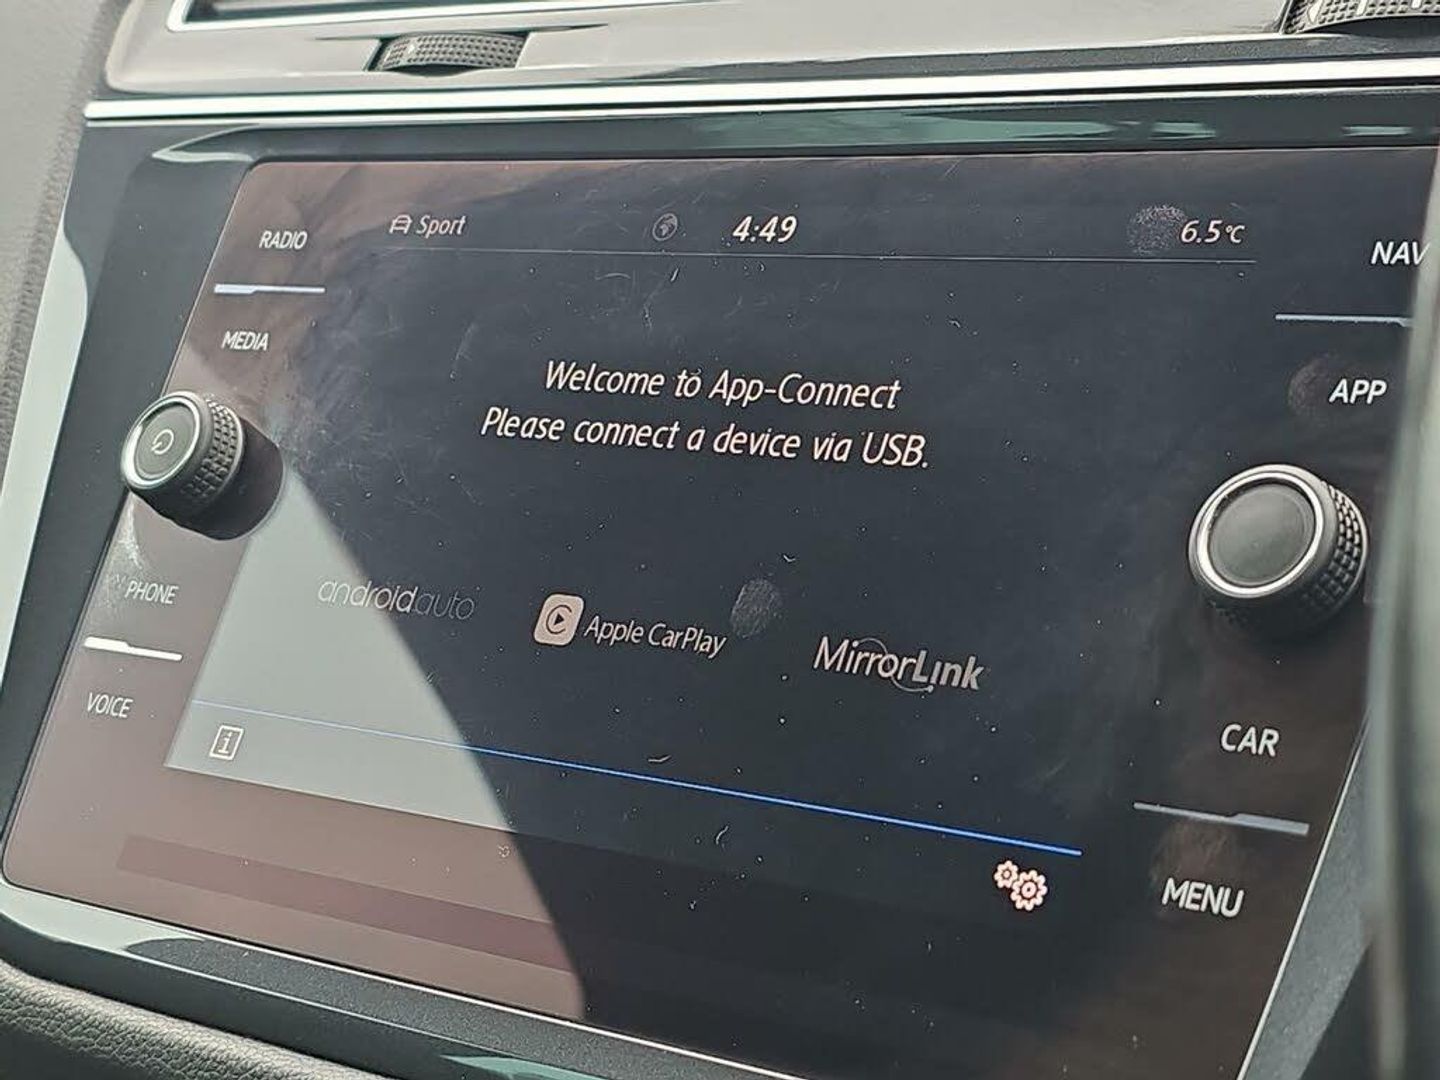 RADIO
Sport
4:49
6.5°C
NAV
MEDIA
Welcome to App-Connect
Please connect a device via USB.
APP
PHONE
androidauto
Apple CarPlay
MirrorLink
VOICE
i
CAR
MENU